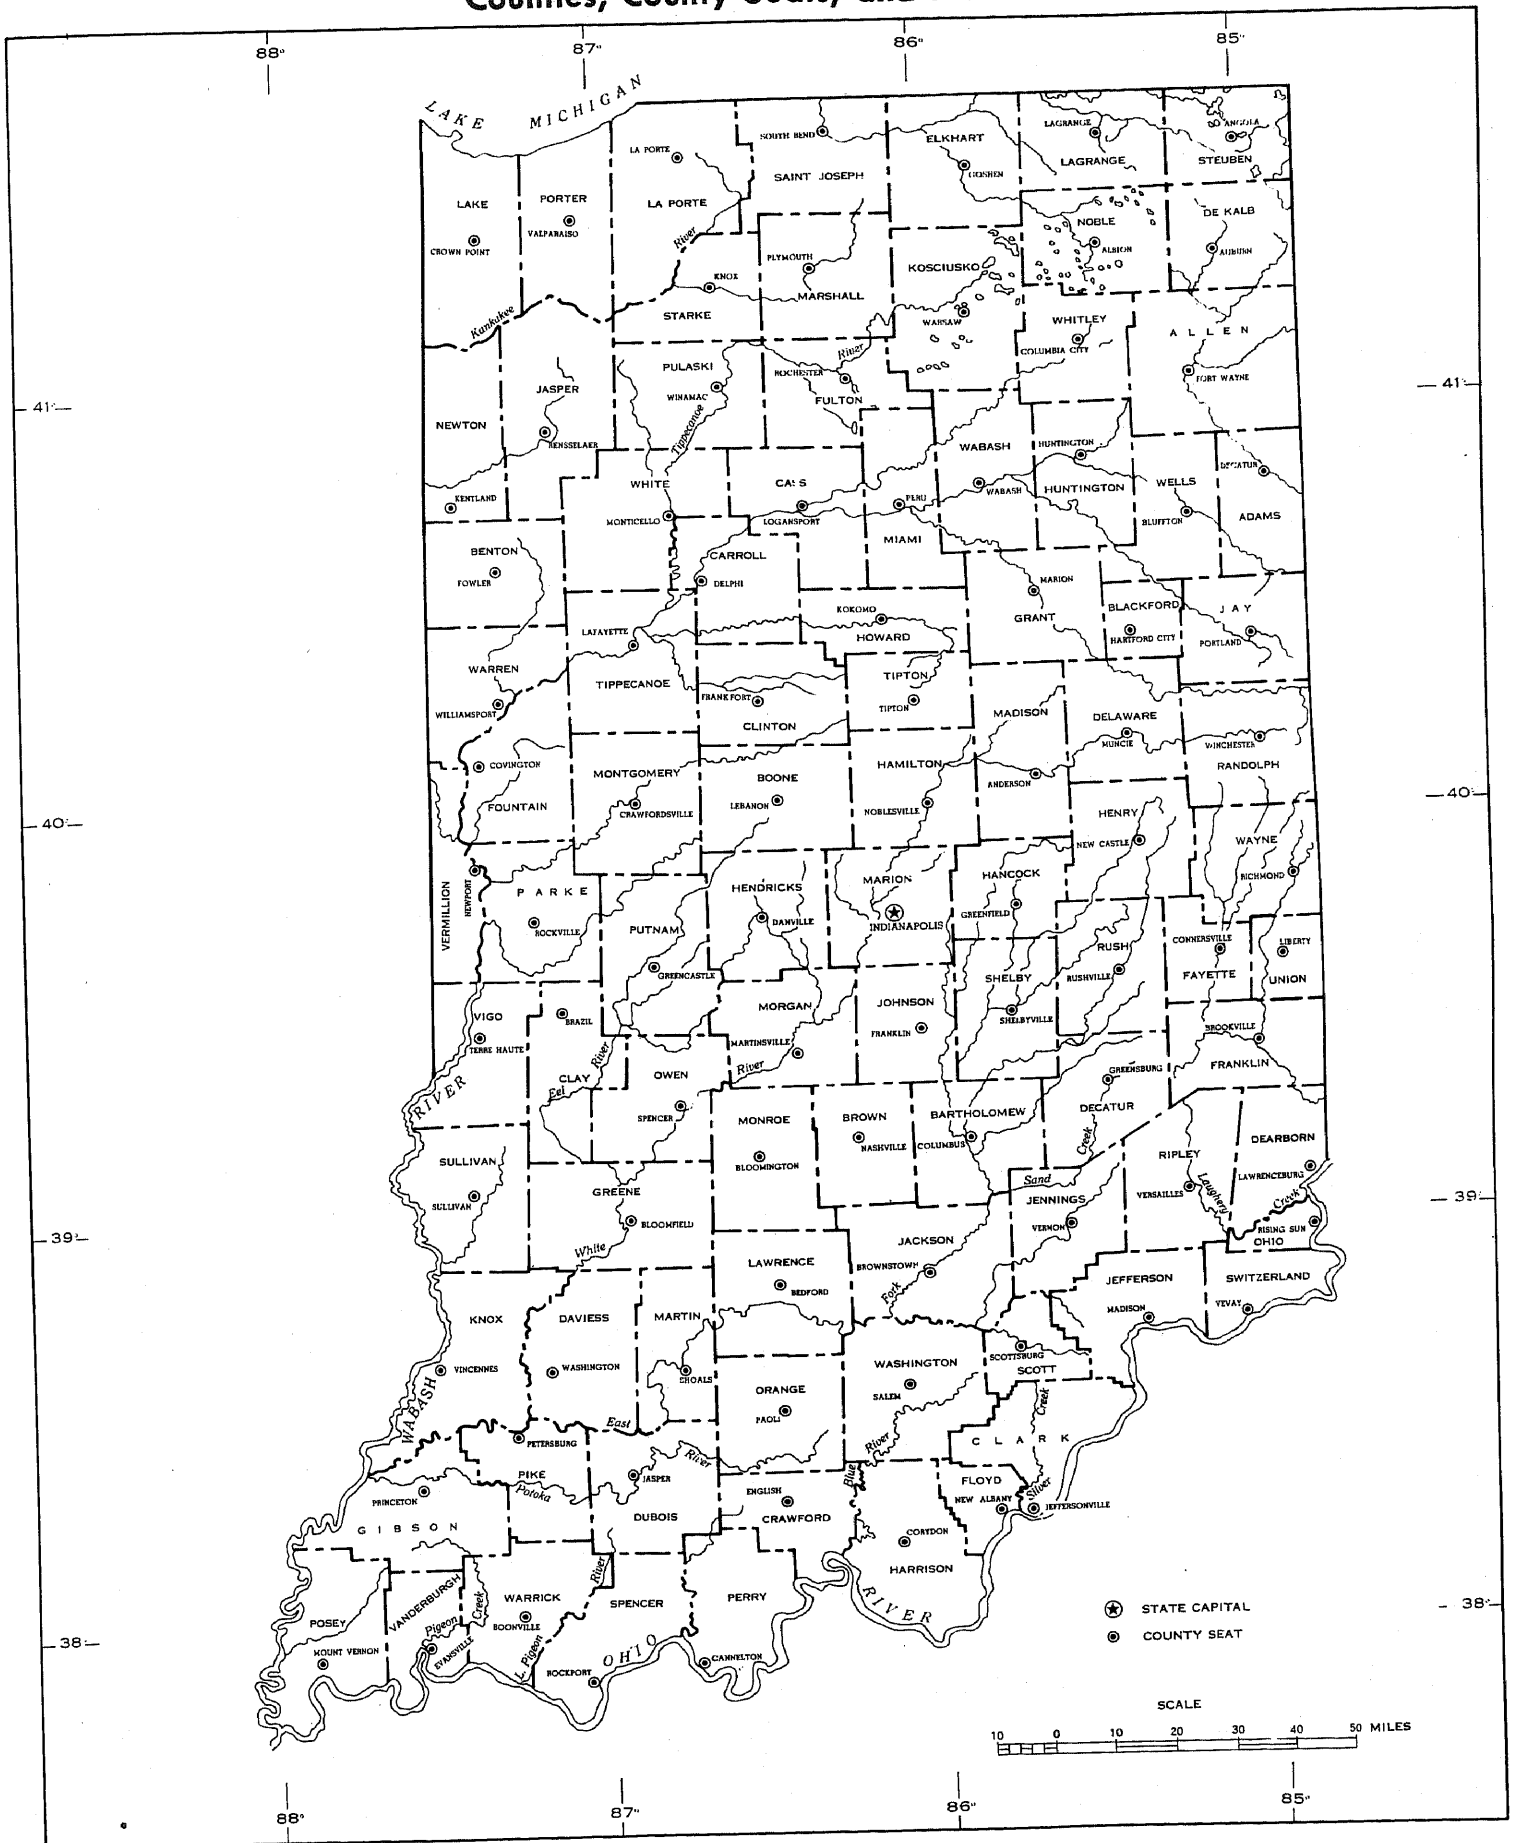 Counties, County Seats, and
88°
87°
86°
85°
LAKE MICHIGAN
LA PORTE
SOUTH BEND
ELKHART
LAGRANGE
ANGOLA
GOSHEN
LAGRANGE
STEUBEN
SAINT JOSEPH
LAKE
PORTER
LA PORTE
VALPARAISO
CROWN POINT
River
NOBLE
DE KALB
ALBION
AUBURN
PLYMOUTH
KOSCIUSKO
KNOX
MARSHALL
STARKE
Kankakee
WARSAW
WHITLEY
ALLEN
COLUMBIA CITY
River
PULASKI
ROCHESTER
FORT WAYNE
JASPER
WINAMAC
FULTON
41°
41°
NEWTON
Tippecanoe
RENSSELAER
WABASH
HUNTINGTON
DECATUR
WHITE
CA S
KENTLAND
PERU
WABASH
HUNTINGTON
WELLS
MONTICELLO
LOGANSPORT
BLUFFTON
ADAMS
MIAMI
BENTON
CARROLL
FOWLER
DELPHI
MARION
KOKOMO
BLACKFORD
JAY
GRANT
LAFAYETTE
HOWARD
HARTFORD CITY
PORTLAND
WARREN
TIPTON
TIPPECANOE
FRANKFORT
TIPTON
WILLIAMSPORT
CLINTON
MADISON
DELAWARE
MUNCIE
WINCHESTER
COVINGTON
MONTGOMERY
BOONE
HAMILTON
ANDERSON
RANDOLPH
FOUNTAIN
LEBANON
NOBLESVILLE
CRAWFORDSVILLE
HENRY
40°
40°
NEW CASTLE
WAYNE
RICHMOND
VERMILLION
NEWPORT
PARKE
HENDRICKS
MARION
HANCOCK
GREENFIELD
ROCKVILLE
PUTNAM
DANVILLE
INDIANAPOLIS
CONNERSVILLE
LIBERTY
RUSH
GREENCASTLE
SHELBY
RUSHVILLE
FAYETTE
UNION
VIGO
BRAZIL
MORGAN
JOHNSON
SHELBYVILLE
TERRE HAUTE
MARTINSVILLE
FRANKLIN
BROOKVILLE
River
River
FRANKLIN
CLAY
OWEN
GREENSBURG
Eel
RIVER
SPENCER
MONROE
BROWN
BARTHOLOMEW
DECATUR
NASHVILLE
COLUMBUS
Creek
DEARBORN
SULLIVAN
BLOOMINGTON
RIPLEY
LAWRENCEBURG
Sand
SULLIVAN
GREENE
JENNINGS
VERSAILLES
Laughery
Creek
BLOOMFIELD
VERNON
RISING SUN
OHIO
39°
39°
White
JACKSON
LAWRENCE
BROWNSTOWN
JEFFERSON
SWITZERLAND
BEDFORD
Fork
KNOX
DAVIESS
MARTIN
MADISON
VEVAY
SCOTTSBURG
VINCENNES
WASHINGTON
SHOALS
WASHINGTON
SCOTT
ORANGE
SALEM
WABASH
PAOLI
Creek
East
PETERSBURG
River
CLARK
PIKE
JASPER
River
Blue
FLOYD
Patoka
PRINCETON
ENGLISH
NEW ALBANY
Silver
JEFFERSONVILLE
DUBOIS
CRAWFORD
GIBSON
CORYDON
HARRISON
River
VANDERBURGH
WARRICK
SPENCER
PERRY
RIVER
POSEY
Creek
BOONVILLE
STATE CAPITAL
38°
38°
Pigeon
COUNTY SEAT
MOUNT VERNON
EVANSVILLE
L. Pigeon
OHIO
ROCKPORT
CANNELTON
SCALE
10 0 10 20 30 40 50 MILES
88°
87°
86°
85°